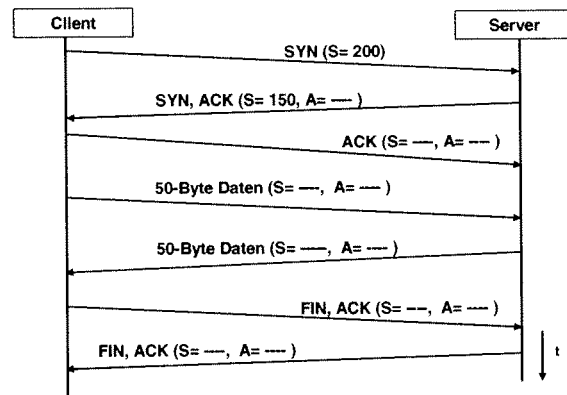 Client
Server
SYN (S= 200)
SYN, ACK (S= 150, A= ---- )
ACK (S= ----, A= ---- )
50-Byte Daten (S= ----, A= ---- )
50-Byte Daten (S= -----, A= ---- )
FIN, ACK (S= ----, A= ---- )
FIN, ACK (S= ----, A= ---- )
t